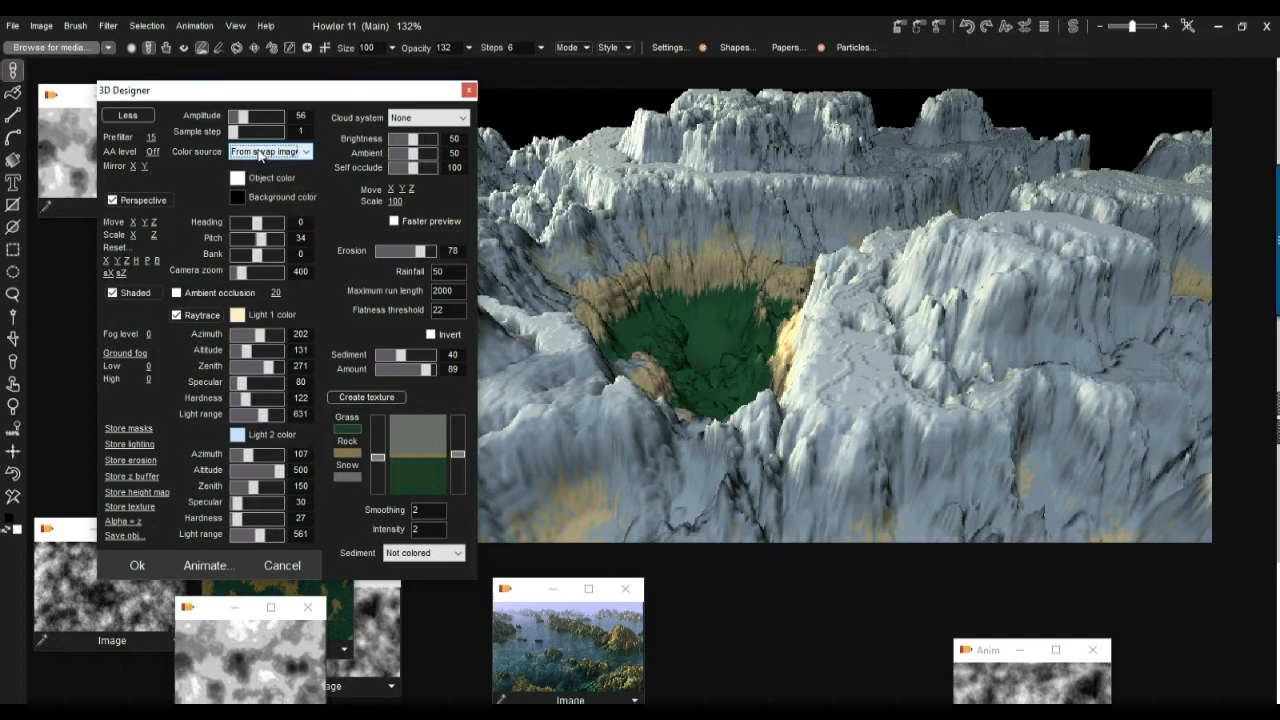 File Image Brush Filter Selection Animation View Help Howler 11 (Main) 132%
Browse for media... Size 100 Opacity 132 Steps 6 Mode Style Settings... Shapes... Papers... Particles...
3D Designer
Less
Prefilter 15
AA level Off
Mirror X Y
Perspective
Move X Y Z
Scale X Z
Reset...
X Y Z H P B
sX sZ
Shaded
Fog level 0
Ground fog
Low 0
High 0
Store masks
Store lighting
Store erosion
Store z buffer
Store height map
Store texture
Alpha = z
Save obj...
Amplitude 56
Sample step 1
Color source From swap image
Object color
Background color
Heading 0
Pitch 34
Bank 0
Camera zoom 400
Ambient occlusion 20
Raytrace Light 1 color
Azimuth 202
Altitude 131
Zenith 271
Specular 80
Hardness 122
Light range 631
Light 2 color
Azimuth 107
Altitude 500
Zenith 150
Specular 30
Hardness 27
Light range 561
Ok Animate... Cancel
Cloud system None
Brightness 50
Ambient 50
Self occlude 100
Move X Y Z
Scale 100
Faster preview
Erosion 78
Rainfall 50
Maximum run length 2000
Flatness threshold 22
Invert
Sediment 40
Amount 89
Create texture
Grass
Rock
Snow
Smoothing 2
Intensity 2
Sediment Not colored
Image
age
Image
Anim